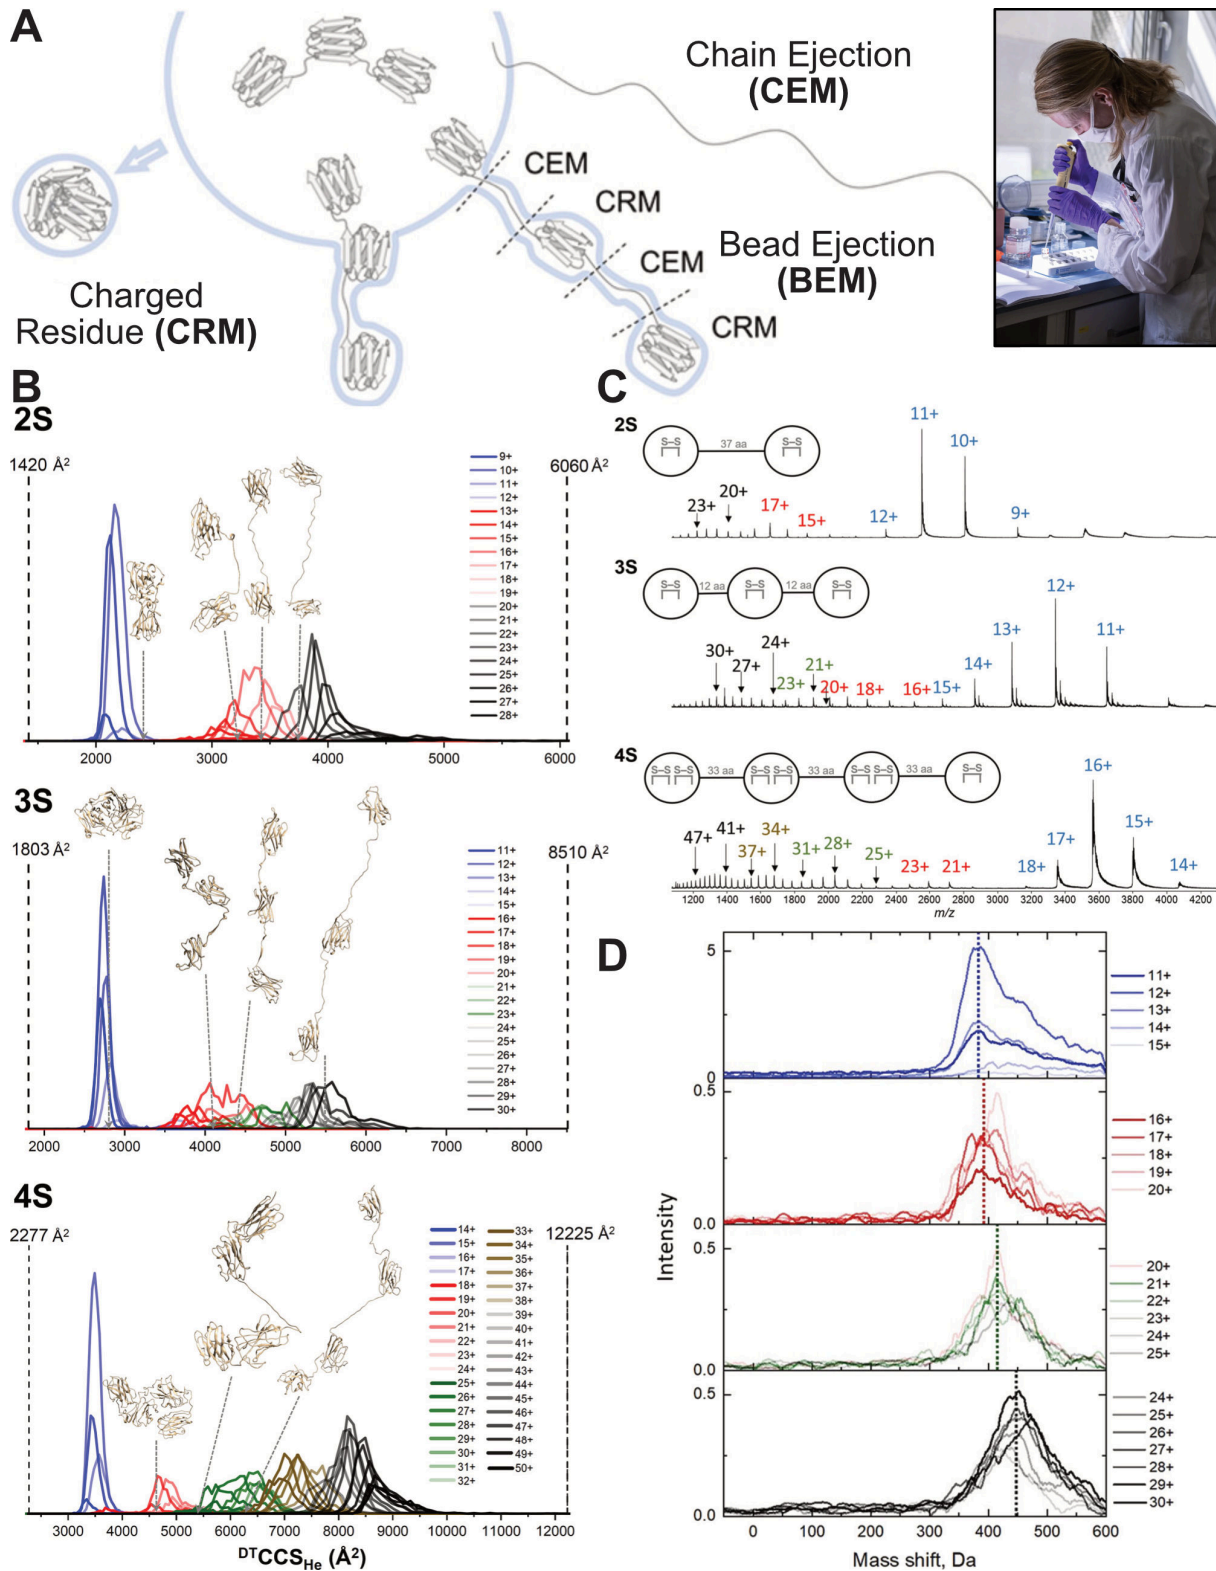 A
Chain Ejection
(CEM)
CEM
CRM
CEM
CRM
Bead Ejection
(BEM)
Charged
Residue (CRM)
B
2S
1420 Å²
6060 Å²
9+
10+
11+
12+
13+
14+
15+
16+
17+
18+
19+
20+
21+
22+
23+
24+
25+
26+
27+
28+
2000 3000 4000 5000 6000
3S
1803 Å²
8510 Å²
11+
12+
13+
14+
15+
16+
17+
18+
19+
20+
21+
22+
23+
24+
25+
26+
27+
28+
29+
30+
2000 3000 4000 5000 6000 7000 8000
4S
2277 Å²
12225 Å²
14+ 33+
15+ 34+
16+ 35+
17+ 36+
18+ 37+
19+ 38+
20+ 39+
21+ 40+
22+ 41+
23+ 42+
24+ 43+
25+ 44+
26+ 45+
27+ 46+
28+ 47+
29+ 48+
30+ 49+
31+ 50+
32+
3000 4000 5000 6000 7000 8000 9000 10000 11000 12000
DTCCSHe (Å²)
C
2S
S–S 37 aa S–S
23+ 20+ 17+ 15+ 12+ 11+ 10+ 9+
3S
S–S 12 aa S–S 12 aa S–S
30+ 27+ 24+ 23+ 21+ 20+ 18+ 16+ 15+ 14+ 13+ 12+ 11+
4S
S–S S–S 33 aa S–S S–S 33 aa S–S S–S 33 aa S–S
47+ 41+ 37+ 34+ 31+ 28+ 25+ 23+ 21+ 18+ 17+ 16+ 15+ 14+
1200 1400 1600 1800 2000 2200 2400 2600 2800 3000 3200 3400 3600 3800 4000 4200
m/z
D
5
0
11+
12+
13+
14+
15+
0.5
0.0
16+
17+
18+
19+
20+
0.5
0.0
20+
21+
22+
23+
24+
25+
0.5
0.0
24+
25+
26+
27+
28+
29+
30+
Intensity
0 100 200 300 400 500 600
Mass shift, Da